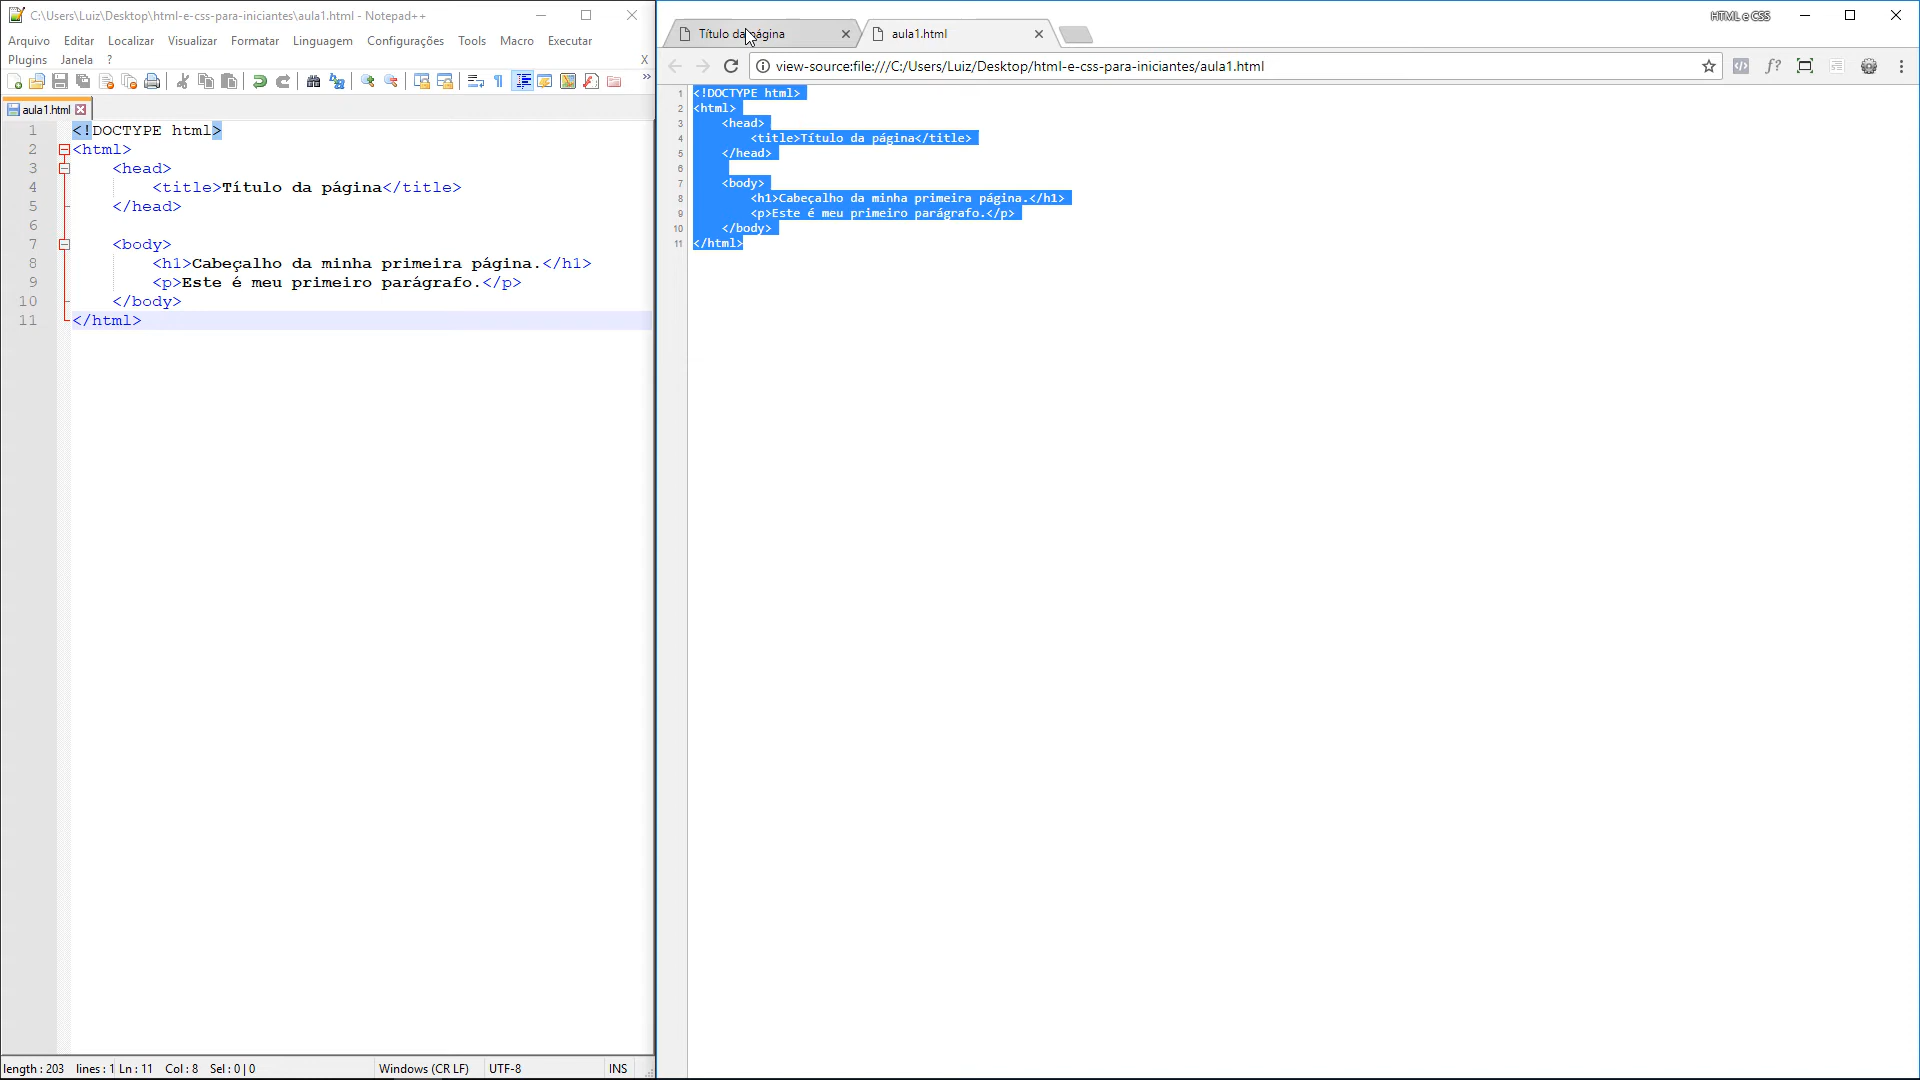 C:\Users\Luiz\Desktop\html-e-css-para-iniciantes\aula1.html - Notepad++
Arquivo Editar Localizar Visualizar Formatar Linguagem Configurações Tools Macro Executar
Plugins Janela ? X
aula1.html
1 <!DOCTYPE html>
2 <html>
3 <head>
4 <title>Título da página</title>
5 </head>
6
7 <body>
8 <h1>Cabeçalho da minha primeira página.</h1>
9 <p>Este é meu primeiro parágrafo.</p>
10 </body>
11 </html>
length : 203 lines : 1 Ln : 11 Col : 8 Sel : 0 | 0 Windows (CR LF) UTF-8 INS
HTML e CSS
Título da página aula1.html
view-source:file:///C:/Users/Luiz/Desktop/html-e-css-para-iniciantes/aula1.html
1 <!DOCTYPE html>
2 <html>
3 <head>
4 <title>Título da página</title>
5 </head>
6
7 <body>
8 <h1>Cabeçalho da minha primeira página.</h1>
9 <p>Este é meu primeiro parágrafo.</p>
10 </body>
11 </html>